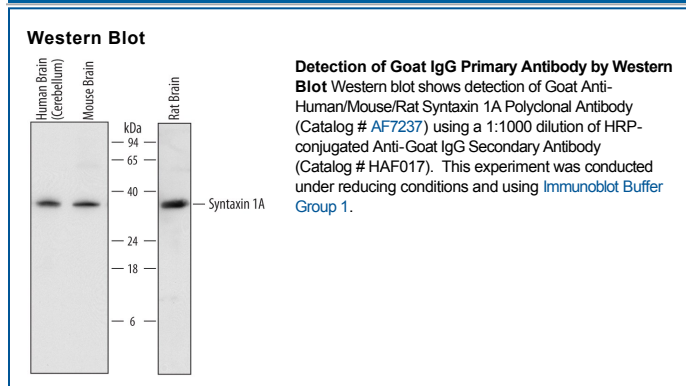 Western Blot
Human Brain
(Cerebellum)
Mouse Brain
Rat Brain
kDa
— 94 —
— 65 —
— 40 —
— Syntaxin 1A
— 24 —
— 18 —
— 6 —
Detection of Goat IgG Primary Antibody by Western
Blot Western blot shows detection of Goat Anti-
Human/Mouse/Rat Syntaxin 1A Polyclonal Antibody
(Catalog # AF7237) using a 1:1000 dilution of HRP-
conjugated Anti-Goat IgG Secondary Antibody
(Catalog # HAF017). This experiment was conducted
under reducing conditions and using Immunoblot Buffer
Group 1.